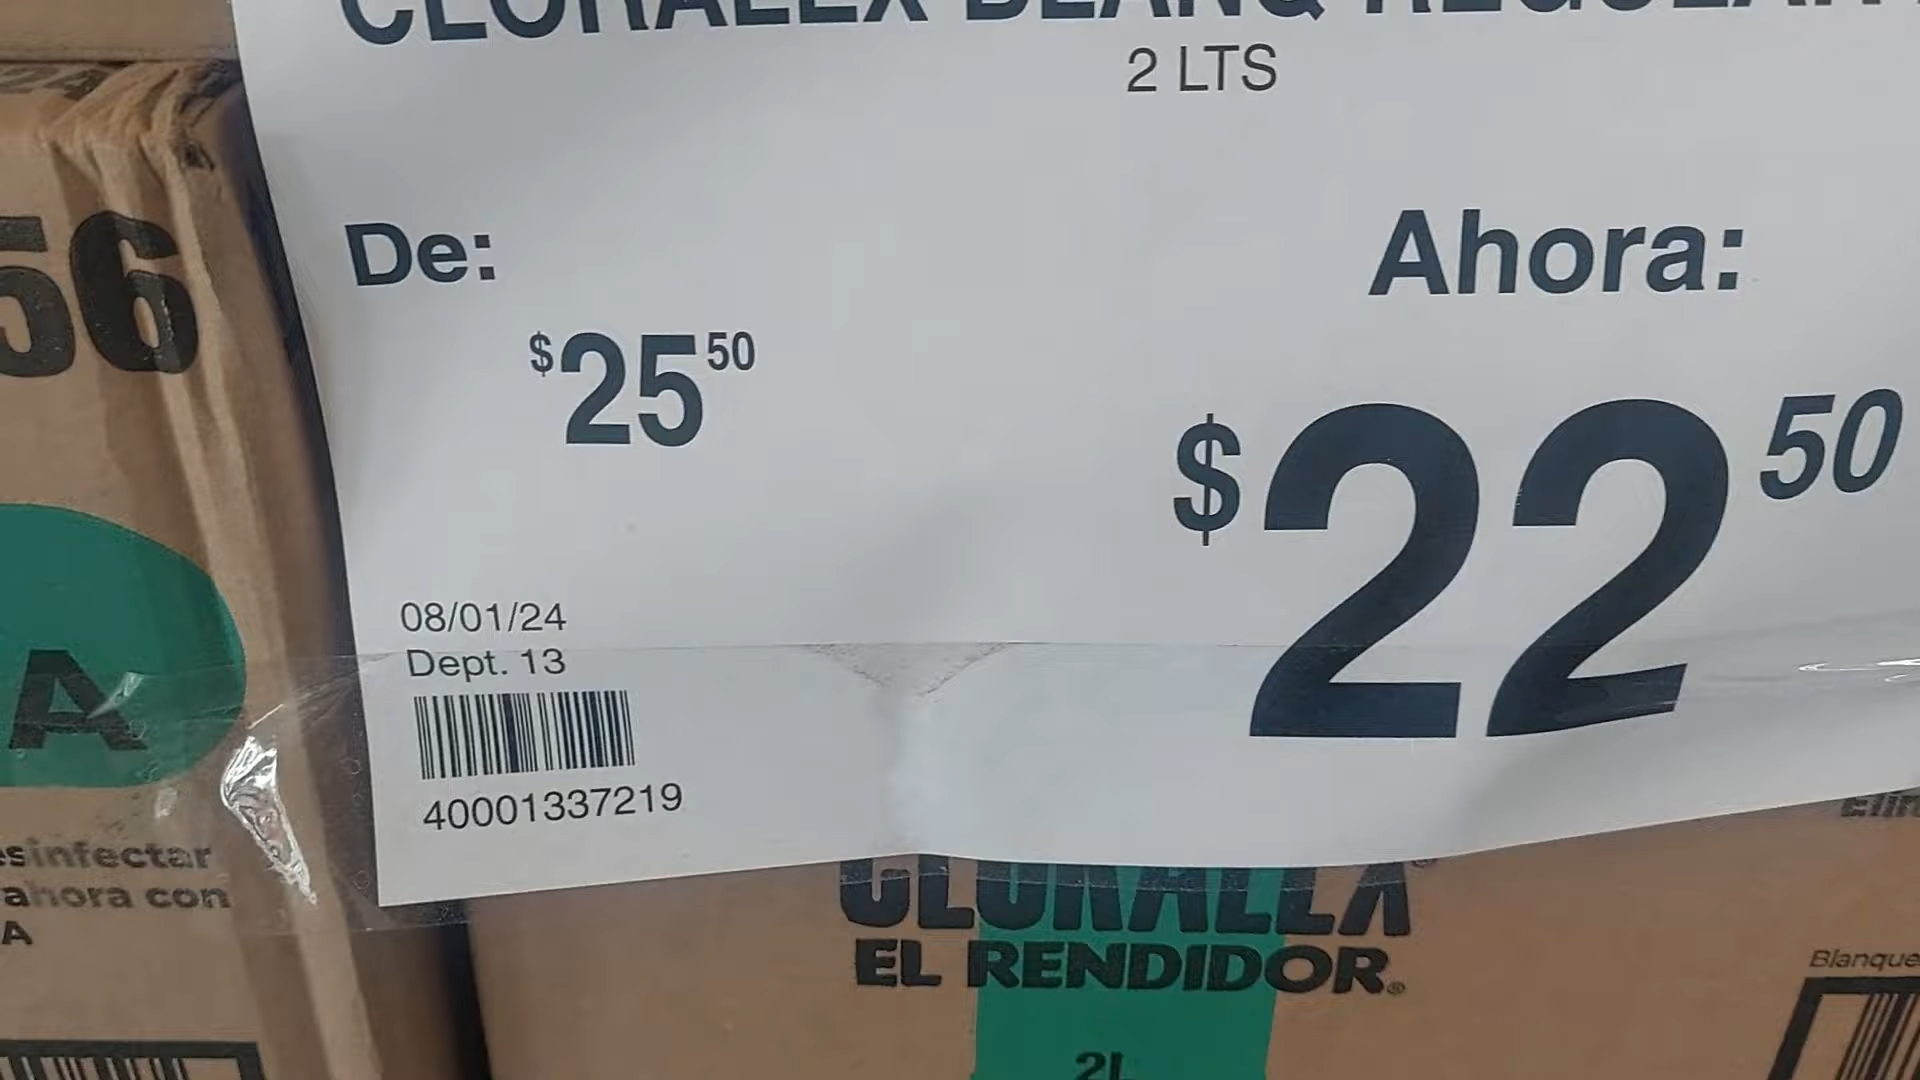 CLORALEX BLANQ REGULAR
2 LTS
De:
Ahora:
$25 50
$22 50
08/01/24
Dept. 13
40001337219
56
A
esinfectar
ahora con
A
CLORALEX
EL RENDIDOR®
2L
Blanque